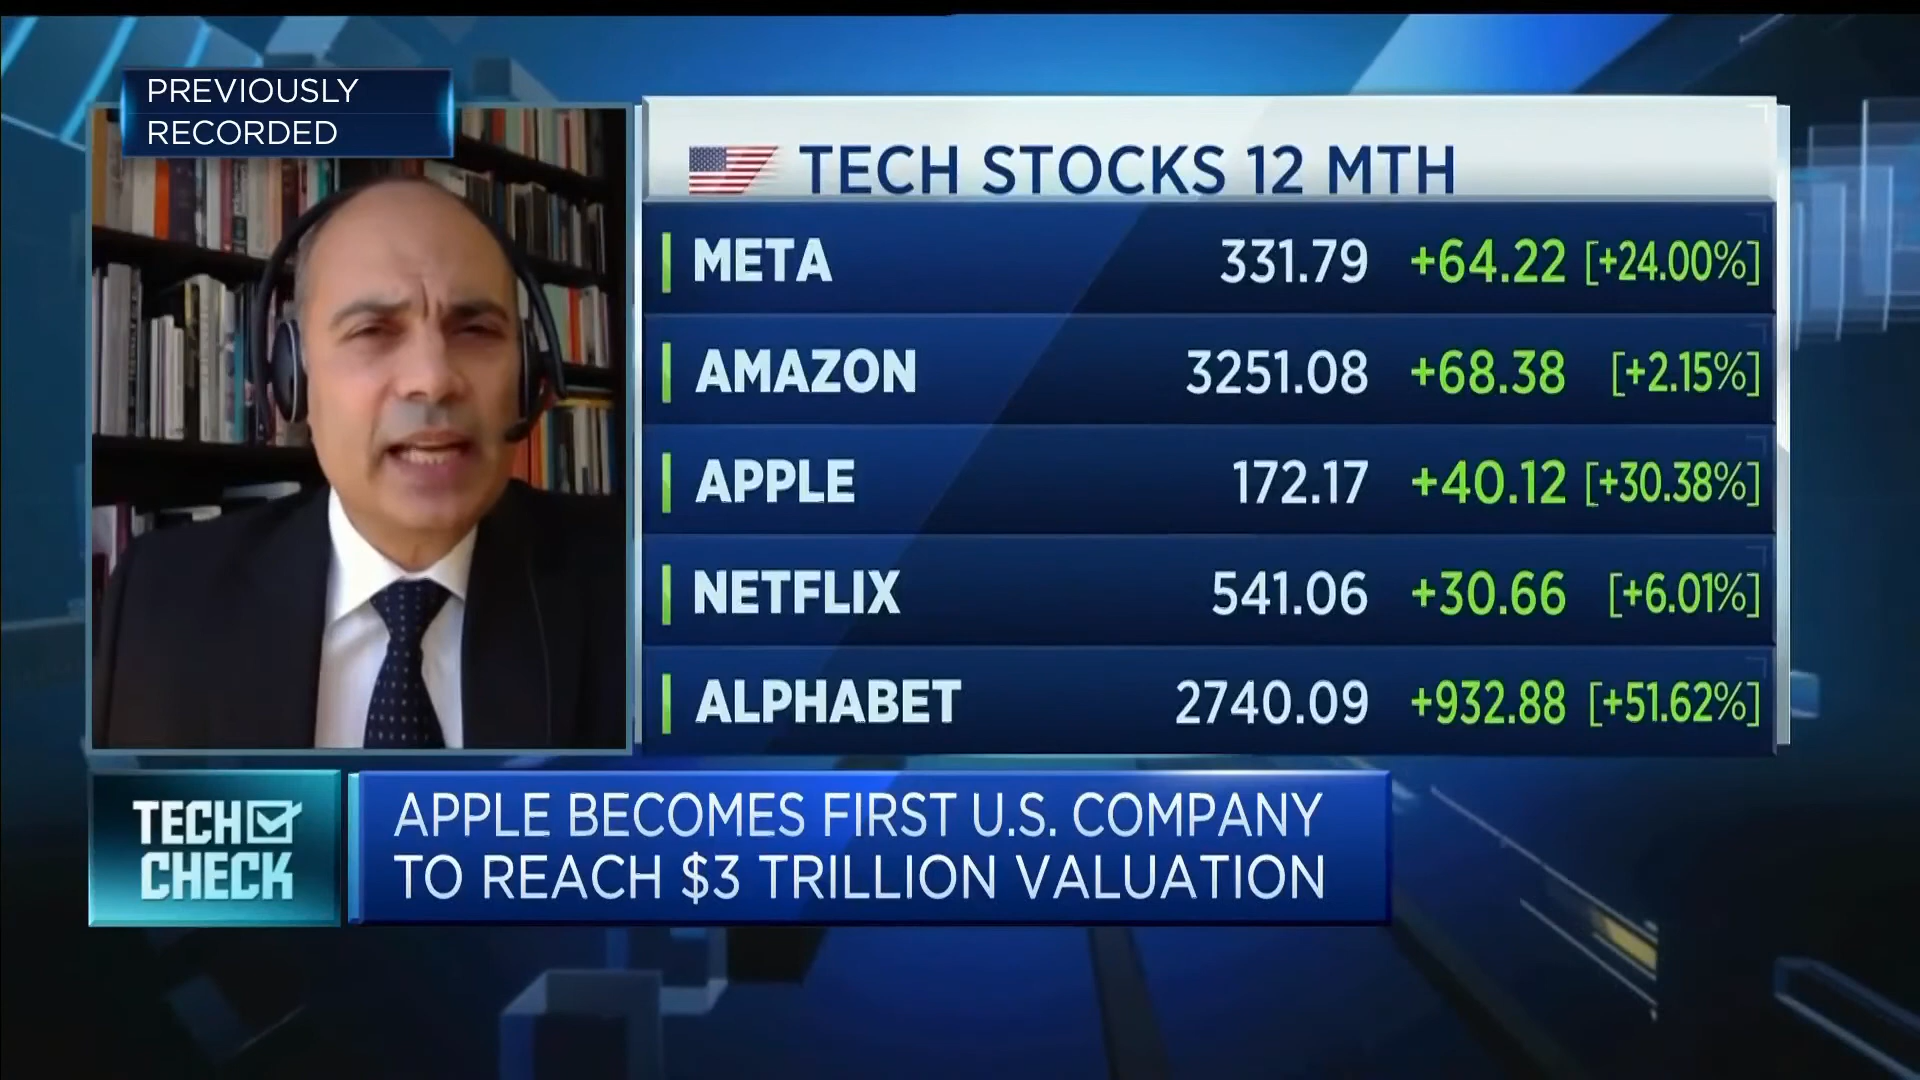 PREVIOUSLY
RECORDED
TECH STOCKS 12 MTH
META 331.79 +64.22 [+24.00%]
AMAZON 3251.08 +68.38 [+2.15%]
APPLE 172.17 +40.12 [+30.38%]
NETFLIX 541.06 +30.66 [+6.01%]
ALPHABET 2740.09 +932.88 [+51.62%]
TECH
CHECK
APPLE BECOMES FIRST U.S. COMPANY
TO REACH $3 TRILLION VALUATION